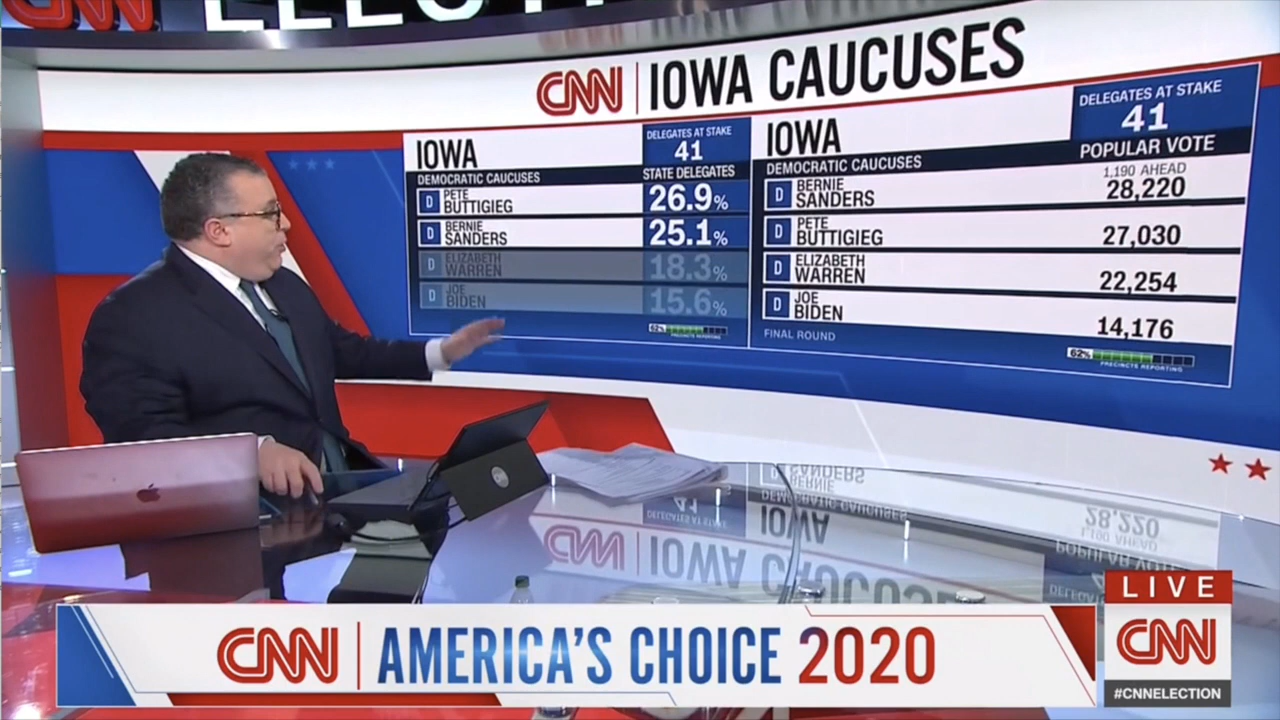 CNN
CNN IOWA CAUCUSES
IOWA
DELEGATES AT STAKE
41
DEMOCRATIC CAUCUSES
STATE DELEGATES
D PETE BUTTIGIEG 26.9%
D BERNIE SANDERS 25.1%
D ELIZABETH WARREN 18.3%
D JOE BIDEN 15.6%
62%
PRECINCTS REPORTING
IOWA
DELEGATES AT STAKE
41
DEMOCRATIC CAUCUSES
POPULAR VOTE
1,190 AHEAD
D BERNIE SANDERS 28,220
D PETE BUTTIGIEG 27,030
D ELIZABETH WARREN 22,254
D JOE BIDEN 14,176
FINAL ROUND
62%
PRECINCTS REPORTING
CNN AMERICA'S CHOICE 2020
LIVE
CNN
#CNNELECTION